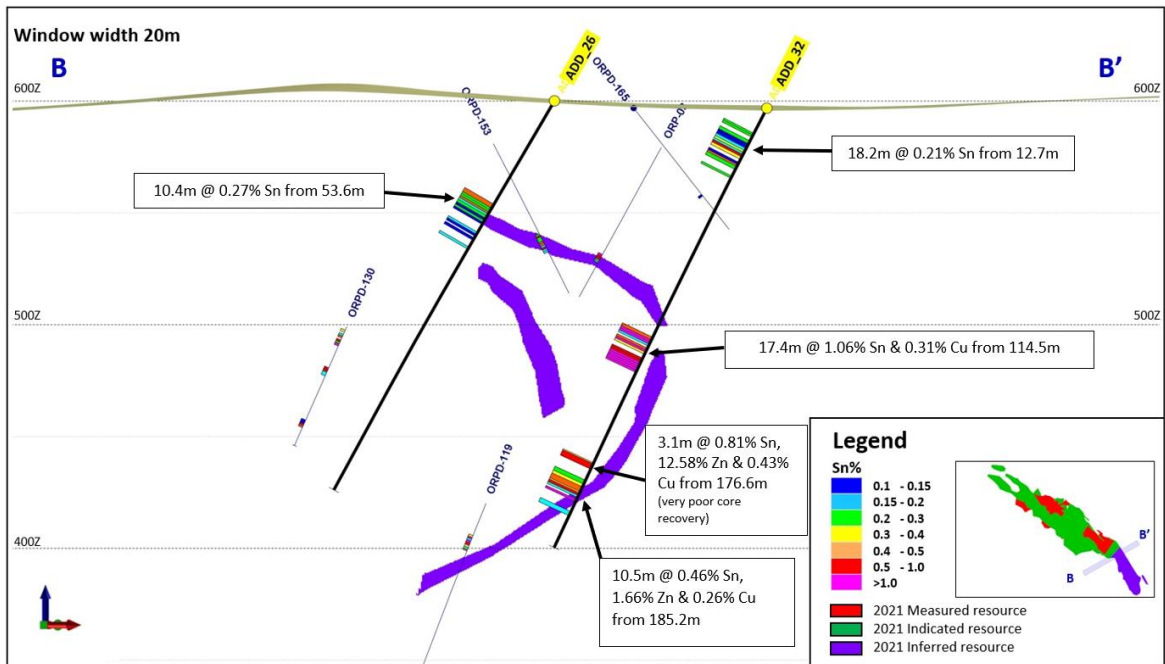 Window width 20m
B
B'
ADD_26
ADD_32
ORPD-153
ORPD-165
600Z
600Z
18.2m @ 0.21% Sn from 12.7m
10.4m @ 0.27% Sn from 53.6m
ORPD-130
500Z
500Z
17.4m @ 1.06% Sn & 0.31% Cu from 114.5m
3.1m @ 0.81% Sn,
12.58% Zn & 0.43%
Cu from 176.6m
(very poor core
recovery)
ORPD-119
400Z
10.5m @ 0.46% Sn,
1.66% Zn & 0.26% Cu
from 185.2m
Legend
Sn%
0.1 - 0.15
0.15 - 0.2
0.2 - 0.3
0.3 - 0.4
0.4 - 0.5
0.5 - 1.0
>1.0
2021 Measured resource
2021 Indicated resource
2021 Inferred resource
B'
B